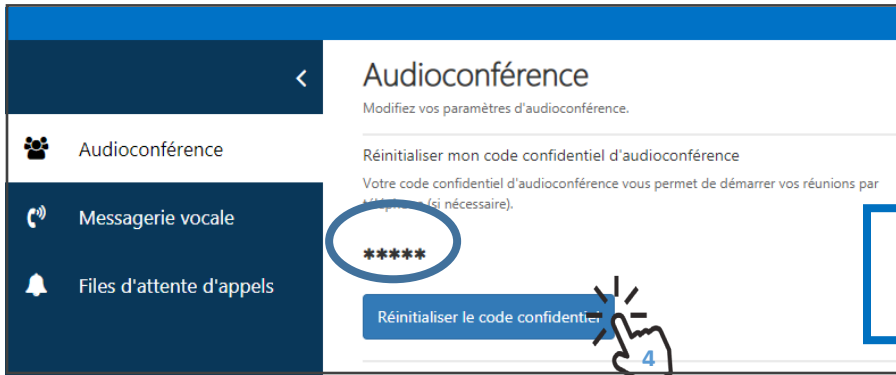 Audioconférence
Modifiez vos paramètres d'audioconférence.
Audioconférence
Messagerie vocale
Files d'attente d'appels
Réinitialiser mon code confidentiel d'audioconférence
Votre code confidentiel d'audioconférence vous permet de démarrer vos réunions par
téléphone (si nécessaire).
*****
Réinitialiser le code confidentiel
4